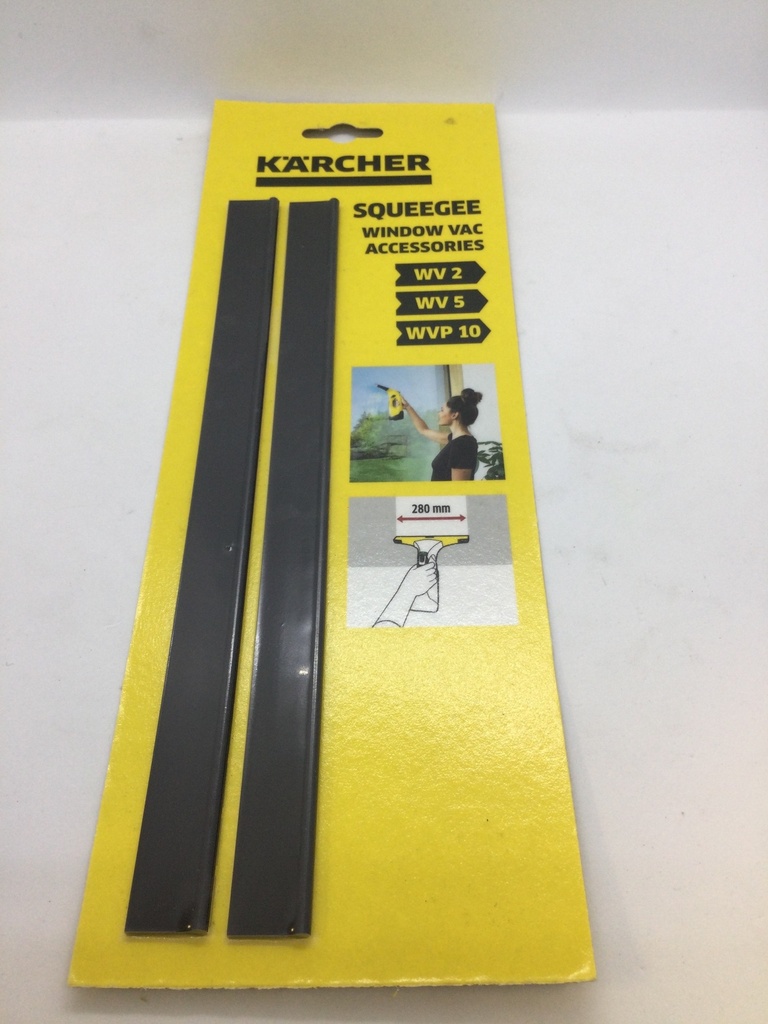 KÄRCHER
SQUEEGEE
WINDOW VAC
ACCESSORIES
WV 2
WV 5
WVP 10
280 mm